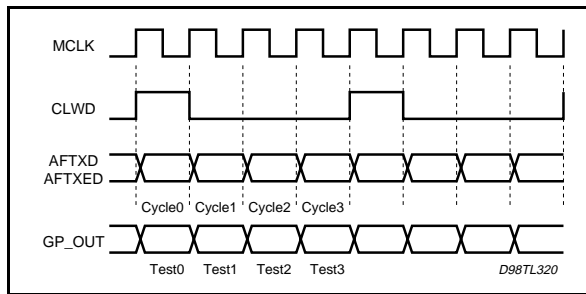 MCLK
CLWD
AFTXD
AFTXED
Cycle0 Cycle1 Cycle2 Cycle3
GP_OUT
Test0 Test1 Test2 Test3
D98TL320